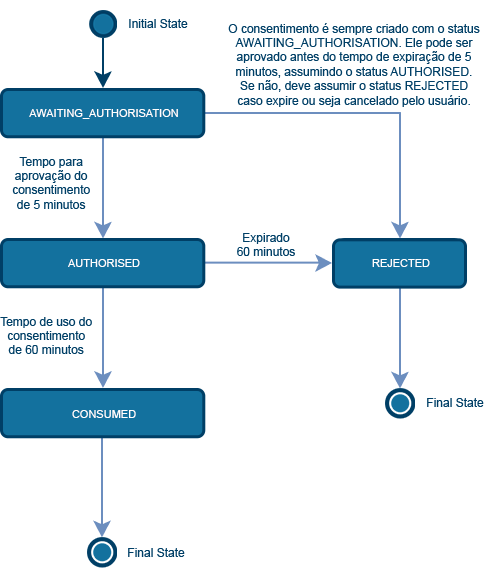 Initial State
O consentimento é sempre criado com o status
AWAITING_AUTHORISATION. Ele pode ser
aprovado antes do tempo de expiração de 5
minutos, assumindo o status AUTHORISED.
Se não, deve assumir o status REJECTED
caso expire ou seja cancelado pelo usuário.
AWAITING_AUTHORISATION
Tempo para
aprovação do
consentimento
de 5 minutos
AUTHORISED
Expirado
60 minutos
REJECTED
Tempo de uso do
consentimento
de 60 minutos
CONSUMED
Final State
Final State